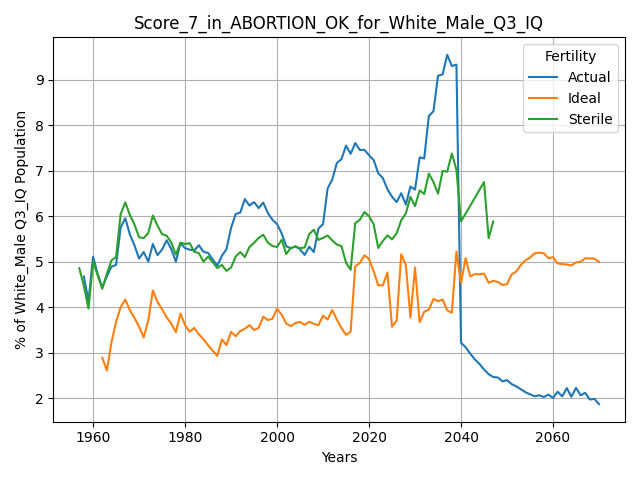 Score_7_in_ABORTION_OK_for_White_Male_Q3_IQ
Fertility
Actual
Ideal
Sterile
% of White_Male Q3_IQ Population
9
8
7
6
5
4
3
2
1960 1980 2000 2020 2040 2060
Years